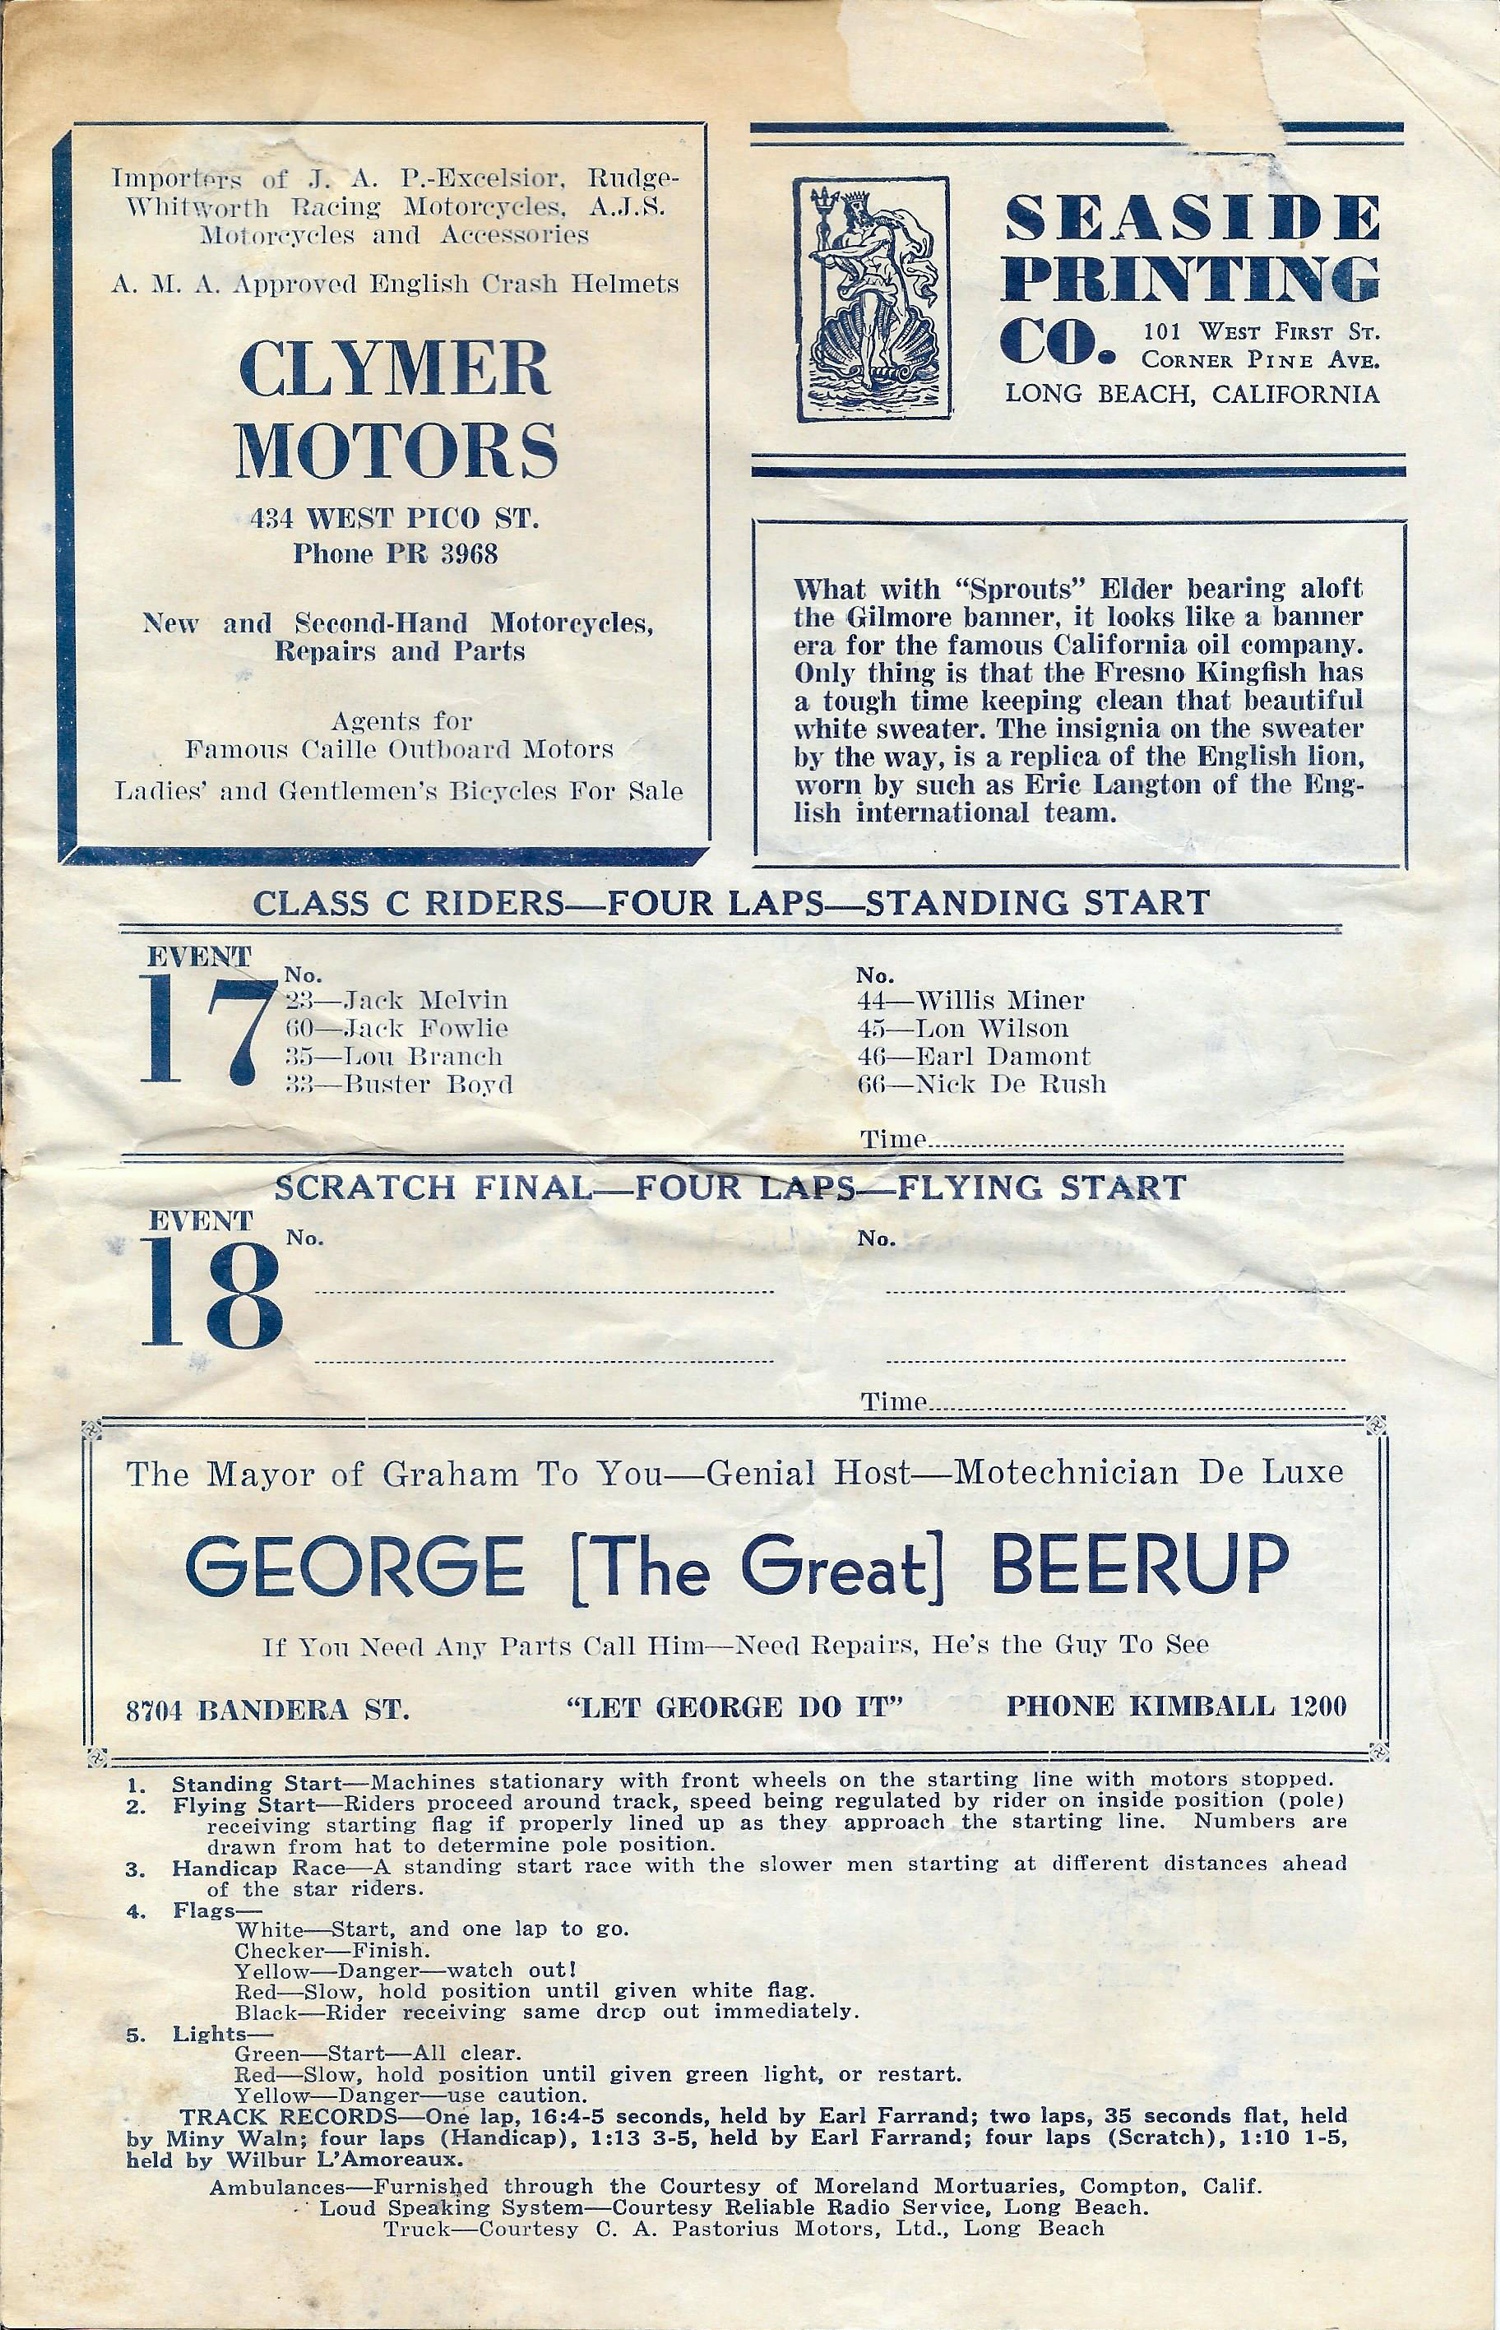 Importers of J. A. P.-Excelsior, Rudge-
Whitworth Racing Motorcycles, A.J.S.
Motorcycles and Accessories
A. M. A. Approved English Crash Helmets
CLYMER
MOTORS
434 WEST PICO ST.
Phone PR 3968
New and Second-Hand Motorcycles,
Repairs and Parts
Agents for
Famous Caille Outboard Motors
Ladies' and Gentlemen's Bicycles For Sale
SEASIDE
PRINTING
CO. 101 WEST FIRST ST.
CORNER PINE AVE.
LONG BEACH, CALIFORNIA
What with “Sprouts” Elder bearing aloft
the Gilmore banner, it looks like a banner
era for the famous California oil company.
Only thing is that the Fresno Kingfish has
a tough time keeping clean that beautiful
white sweater. The insignia on the sweater
by the way, is a replica of the English lion,
worn by such as Eric Langton of the Eng-
lish international team.
CLASS C RIDERS—FOUR LAPS—STANDING START
EVENT
17
No.
23—Jack Melvin
60—Jack Fowlie
35—Lou Branch
33—Buster Boyd
No.
44—Willis Miner
45—Lon Wilson
46—Earl Damont
66—Nick De Rush
Time
SCRATCH FINAL—FOUR LAPS—FLYING START
EVENT
18
No.
No.
Time
The Mayor of Graham To You—Genial Host—Motechnician De Luxe
GEORGE [The Great] BEERUP
If You Need Any Parts Call Him—Need Repairs, He's the Guy To See
8704 BANDERA ST. “LET GEORGE DO IT” PHONE KIMBALL 1200
1. Standing Start—Machines stationary with front wheels on the starting line with motors stopped.
2. Flying Start—Riders proceed around track, speed being regulated by rider on inside position (pole)
receiving starting flag if properly lined up as they approach the starting line. Numbers are
drawn from hat to determine pole position.
3. Handicap Race—A standing start race with the slower men starting at different distances ahead
of the star riders.
4. Flags—
White—Start, and one lap to go.
Checker—Finish.
Yellow—Danger—watch out!
Red—Slow, hold position until given white flag.
Black—Rider receiving same drop out immediately.
5. Lights—
Green—Start—All clear.
Red—Slow, hold position until given green light, or restart.
Yellow—Danger—use caution.
TRACK RECORDS—One lap, 16:4-5 seconds, held by Earl Farrand; two laps, 35 seconds flat, held
by Miny Waln; four laps (Handicap), 1:13 3-5, held by Earl Farrand; four laps (Scratch), 1:10 1-5,
held by Wilbur L'Amoreaux.
Ambulances—Furnished through the Courtesy of Moreland Mortuaries, Compton, Calif.
Loud Speaking System—Courtesy Reliable Radio Service, Long Beach.
Truck—Courtesy C. A. Pastorius Motors, Ltd., Long Beach